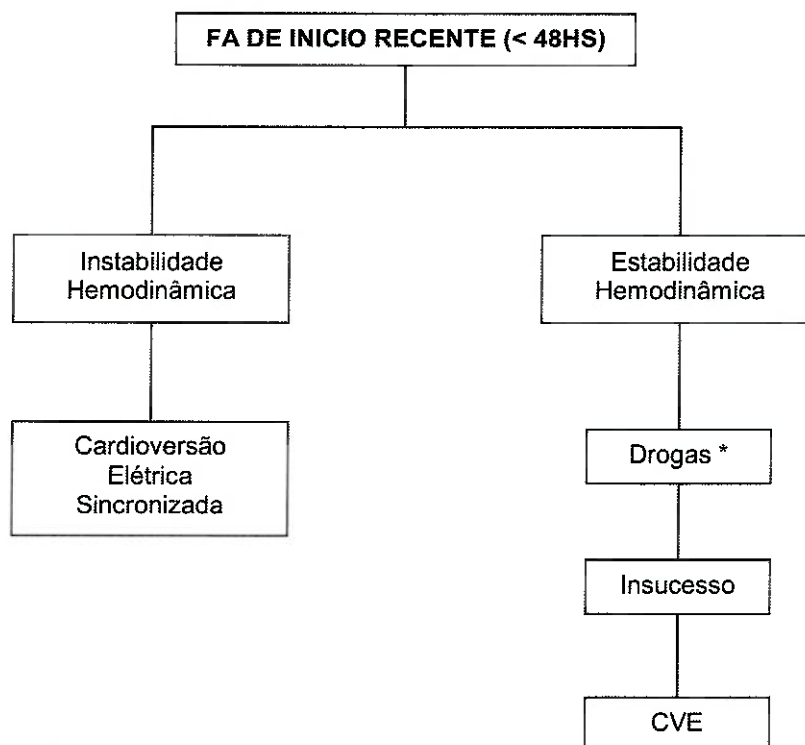 FA DE INICIO RECENTE (< 48HS)
Instabilidade
Hemodinâmica
Estabilidade
Hemodinâmica
Cardioversão
Elétrica
Sincronizada
Drogas *
Insucesso
CVE